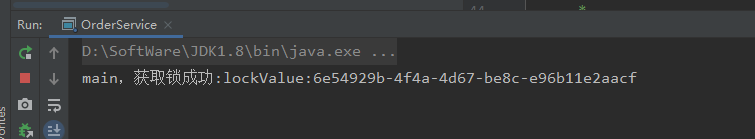 44
Run: OrderService ×
D:\SoftWare\JDK1.8\bin\java.exe ...
main，获取锁成功:lockValue:6e54929b-4f4a-4d67-be8c-e96b11e2aacf